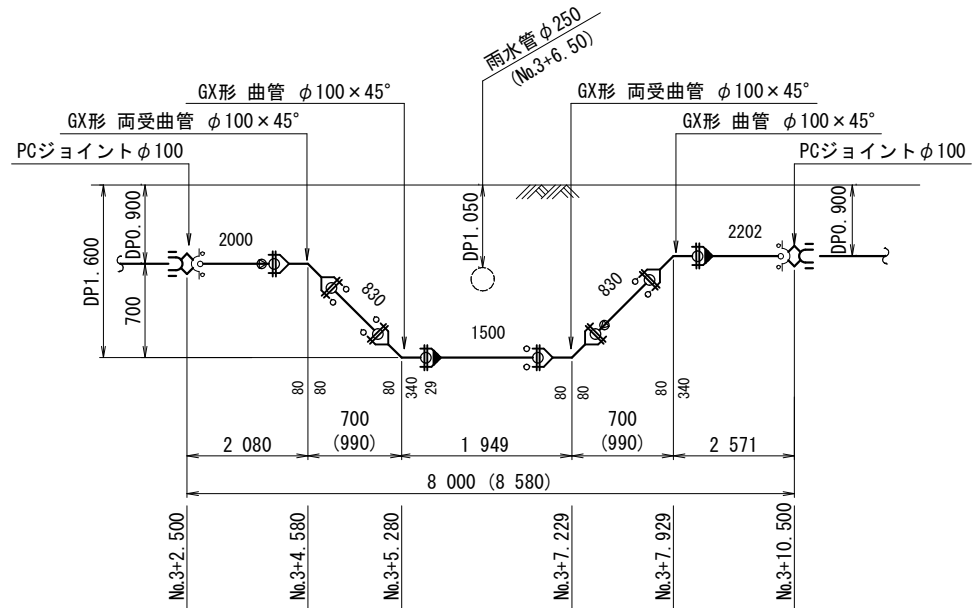 雨水管φ250
(No.3+6.50)
GX形 曲管 φ100×45°
GX形 両受曲管 φ100×45°
GX形 両受曲管 φ100×45°
GX形 曲管 φ100×45°
PCジョイントφ100
PCジョイントφ100
DP1.600
DP0.900
700
DP1.050
DP0.900
2000
830
1500
830
2202
80
80
80
340
29
80
80
80
340
700
(990)
700
(990)
2 080
1 949
2 571
8 000 (8 580)
No.3+2.500
No.3+4.580
No.3+5.280
No.3+7.229
No.3+7.929
No.3+10.500